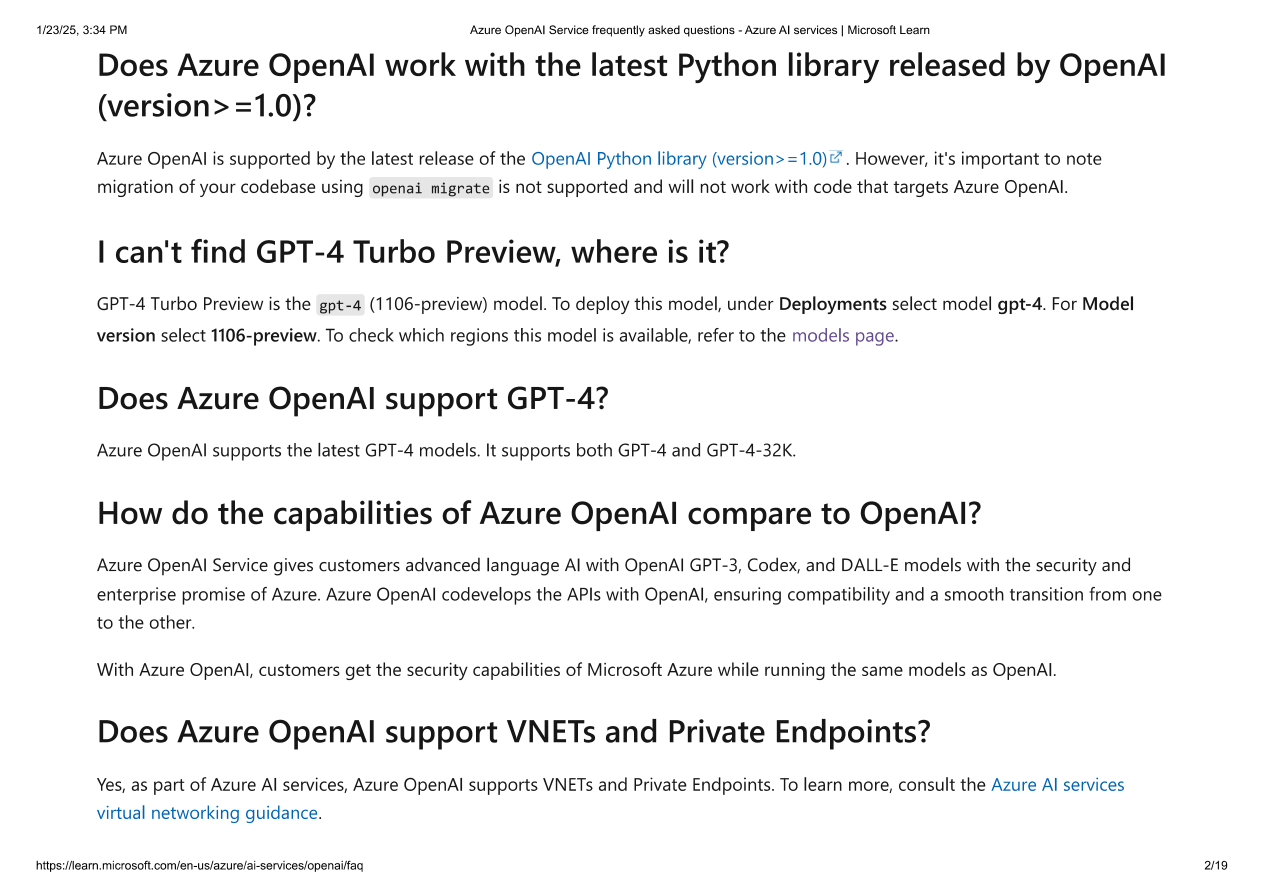 1/23/25, 3:34 PM
Azure OpenAI Service frequently asked questions - Azure AI services | Microsoft Learn
Does Azure OpenAI work with the latest Python library released by OpenAI
(version>=1.0)?
Azure OpenAI is supported by the latest release of the OpenAI Python library (version>=1.0). However, it's important to note
migration of your codebase using openai migrate is not supported and will not work with code that targets Azure OpenAI.
I can't find GPT-4 Turbo Preview, where is it?
GPT-4 Turbo Preview is the gpt-4 (1106-preview) model. To deploy this model, under Deployments select model gpt-4. For Model
version select 1106-preview. To check which regions this model is available, refer to the models page.
Does Azure OpenAI support GPT-4?
Azure OpenAI supports the latest GPT-4 models. It supports both GPT-4 and GPT-4-32K.
How do the capabilities of Azure OpenAI compare to OpenAI?
Azure OpenAI Service gives customers advanced language AI with OpenAI GPT-3, Codex, and DALL-E models with the security and
enterprise promise of Azure. Azure OpenAI codevelops the APIs with OpenAI, ensuring compatibility and a smooth transition from one
to the other.
With Azure OpenAI, customers get the security capabilities of Microsoft Azure while running the same models as OpenAI.
Does Azure OpenAI support VNETs and Private Endpoints?
Yes, as part of Azure AI services, Azure OpenAI supports VNETs and Private Endpoints. To learn more, consult the Azure AI services
virtual networking guidance.
https://learn.microsoft.com/en-us/azure/ai-services/openai/faq
2/19